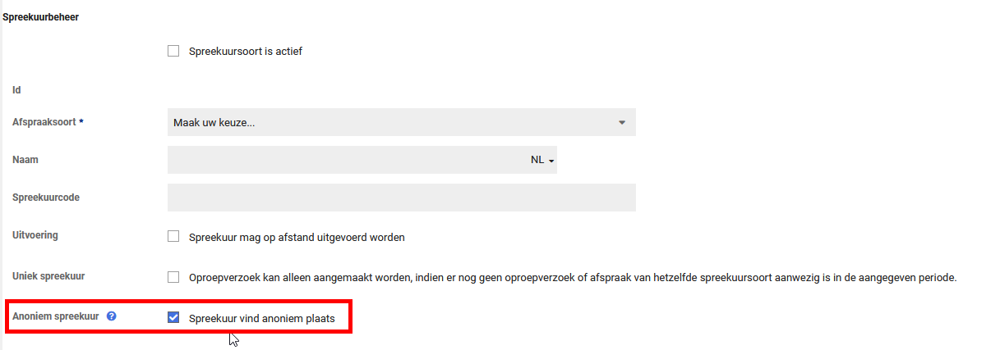 Spreekuurbeheer
Spreekuursoort is actief
Id
Afspraaksoort * Maak uw keuze...
Naam NL
Spreekuurcode
Uitvoering Spreekuur mag op afstand uitgevoerd worden
Uniek spreekuur Oproepverzoek kan alleen aangemaakt worden, indien er nog geen oproepverzoek of afspraak van hetzelfde spreekuursoort aanwezig is in de aangegeven periode.
Anoniem spreekuur ? Spreekuur vind anoniem plaats